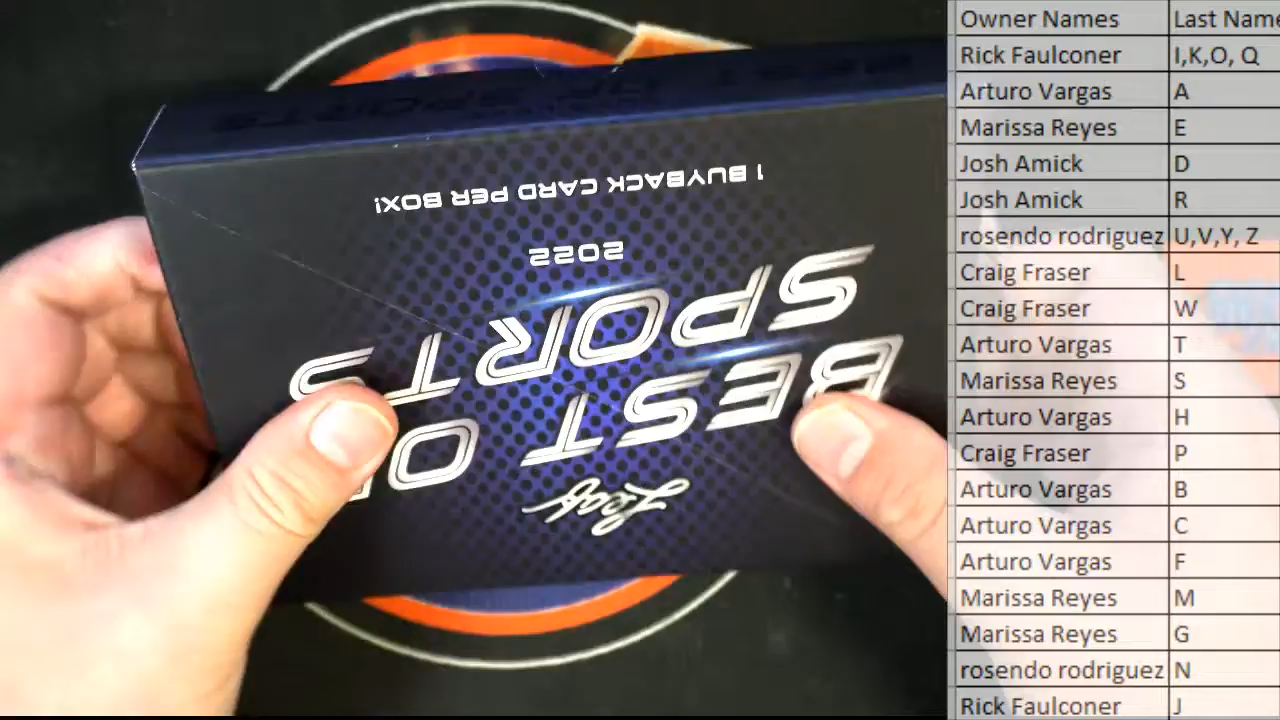 Leaf
BEST OF
SPORTS
2022
1 BUYBACK CARD PER BOX!
Owner Names Last Name
Rick Faulconer I,K,O, Q
Arturo Vargas A
Marissa Reyes E
Josh Amick D
Josh Amick R
rosendo rodriguez U,V,Y, Z
Craig Fraser L
Craig Fraser W
Arturo Vargas T
Marissa Reyes S
Arturo Vargas H
Craig Fraser P
Arturo Vargas B
Arturo Vargas C
Arturo Vargas F
Marissa Reyes M
Marissa Reyes G
rosendo rodriguez N
Rick Faulconer J